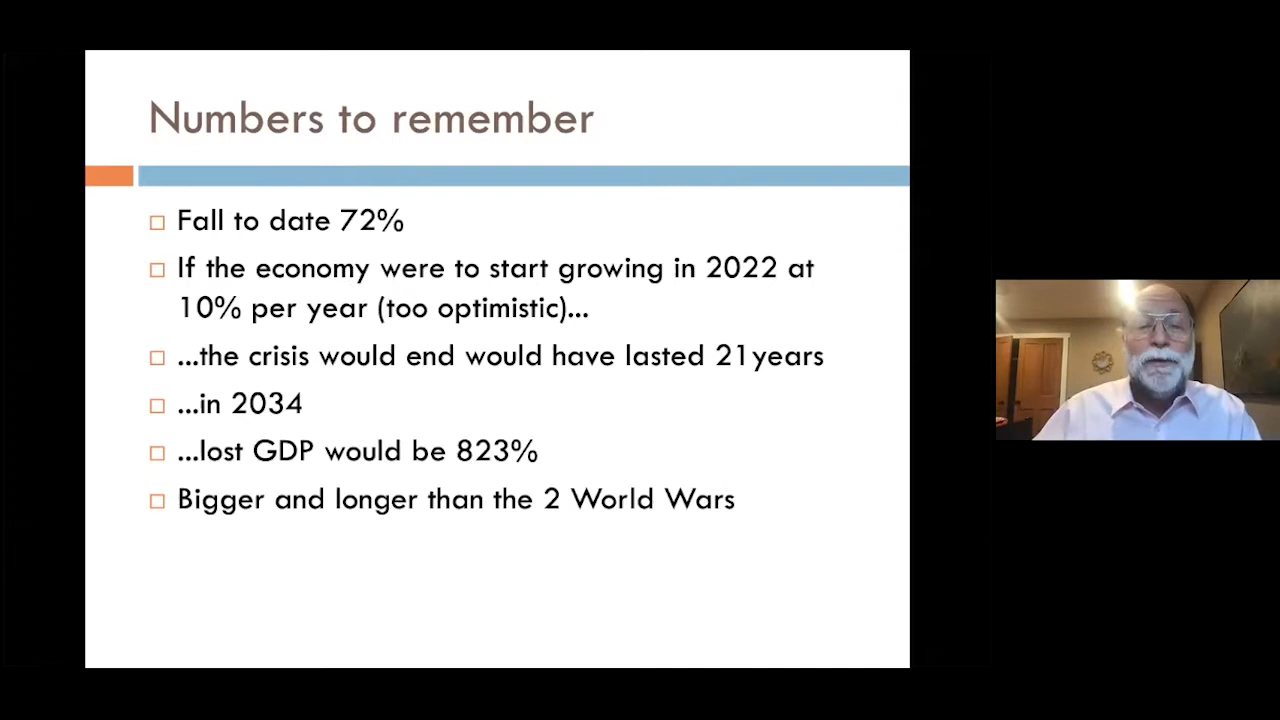 Numbers to remember
Fall to date 72%
If the economy were to start growing in 2022 at
10% per year (too optimistic)...
...the crisis would end would have lasted 21years
...in 2034
...lost GDP would be 823%
Bigger and longer than the 2 World Wars